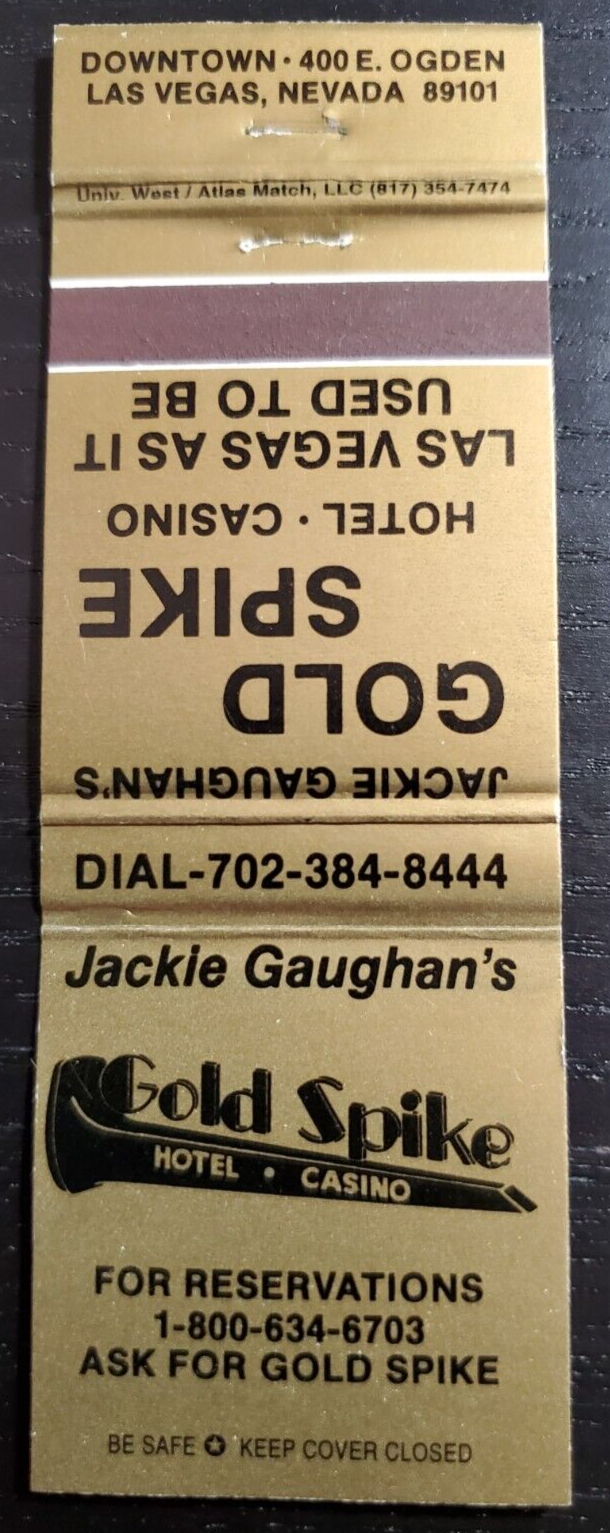 DOWNTOWN · 400 E. OGDEN
LAS VEGAS, NEVADA 89101
Univ. West / Atlas Match, LLC (817) 354-7474
JACKIE GAUGHAN'S
GOLD
SPIKE
HOTEL · CASINO
LAS VEGAS AS IT
USED TO BE
DIAL-702-384-8444
Jackie Gaughan's
Gold Spike
HOTEL · CASINO
FOR RESERVATIONS
1-800-634-6703
ASK FOR GOLD SPIKE
BE SAFE ✪ KEEP COVER CLOSED